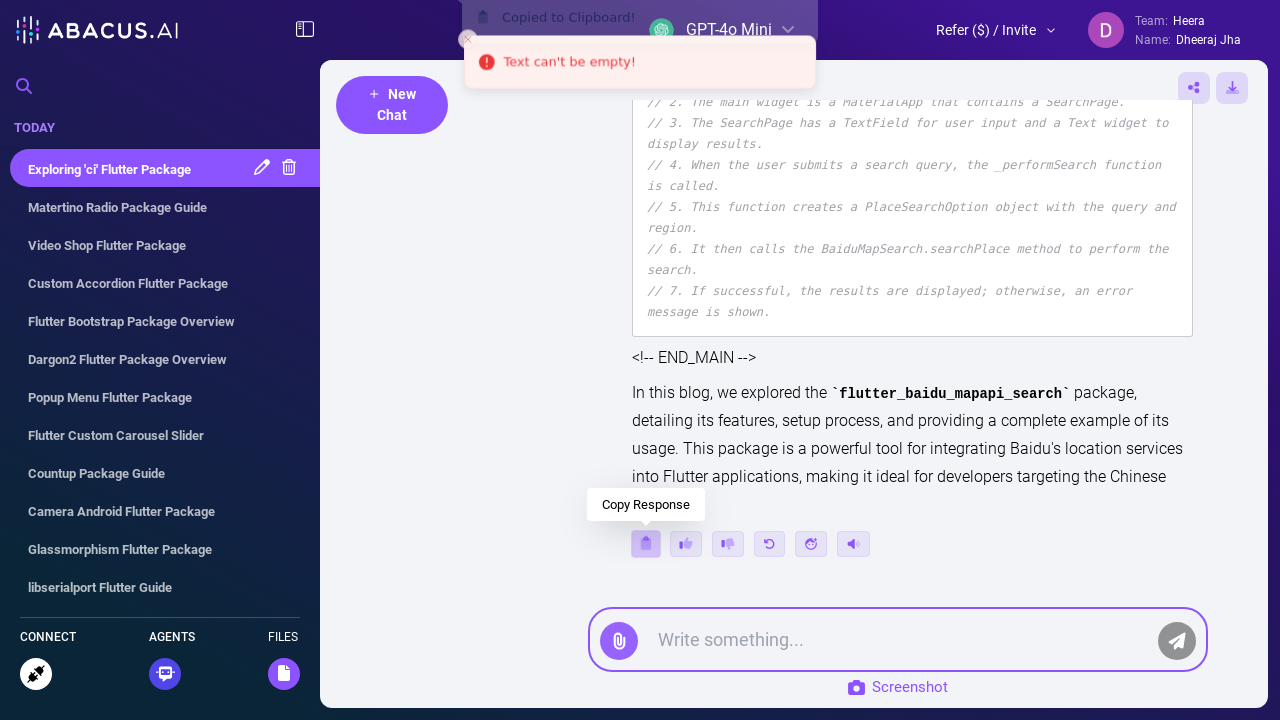 ABACUS.AI
TODAY
Exploring 'ci' Flutter Package
Matertino Radio Package Guide
Video Shop Flutter Package
Custom Accordion Flutter Package
Flutter Bootstrap Package Overview
Dargon2 Flutter Package Overview
Popup Menu Flutter Package
Flutter Custom Carousel Slider
Countup Package Guide
Camera Android Flutter Package
Glassmorphism Flutter Package
libserialport Flutter Guide
CONNECT
AGENTS
FILES
+ New
Chat
Copied to Clipboard!
GPT-4o Mini
Text can't be empty!
Refer ($) / Invite
D
Team: Heera
Name: Dheeraj Jha
// 2. The main widget is a MaterialApp that contains a SearchPage.
// 3. The SearchPage has a TextField for user input and a Text widget to
display results.
// 4. When the user submits a search query, the _performSearch function
is called.
// 5. This function creates a PlaceSearchOption object with the query and
region.
// 6. It then calls the BaiduMapSearch.searchPlace method to perform the
search.
// 7. If successful, the results are displayed; otherwise, an error
message is shown.
<!-- END_MAIN -->
In this blog, we explored the `flutter_baidu_mapapi_search` package,
detailing its features, setup process, and providing a complete example of its
usage. This package is a powerful tool for integrating Baidu's location services
into Flutter applications, making it ideal for developers targeting the Chinese
Copy Response
Write something...
Screenshot